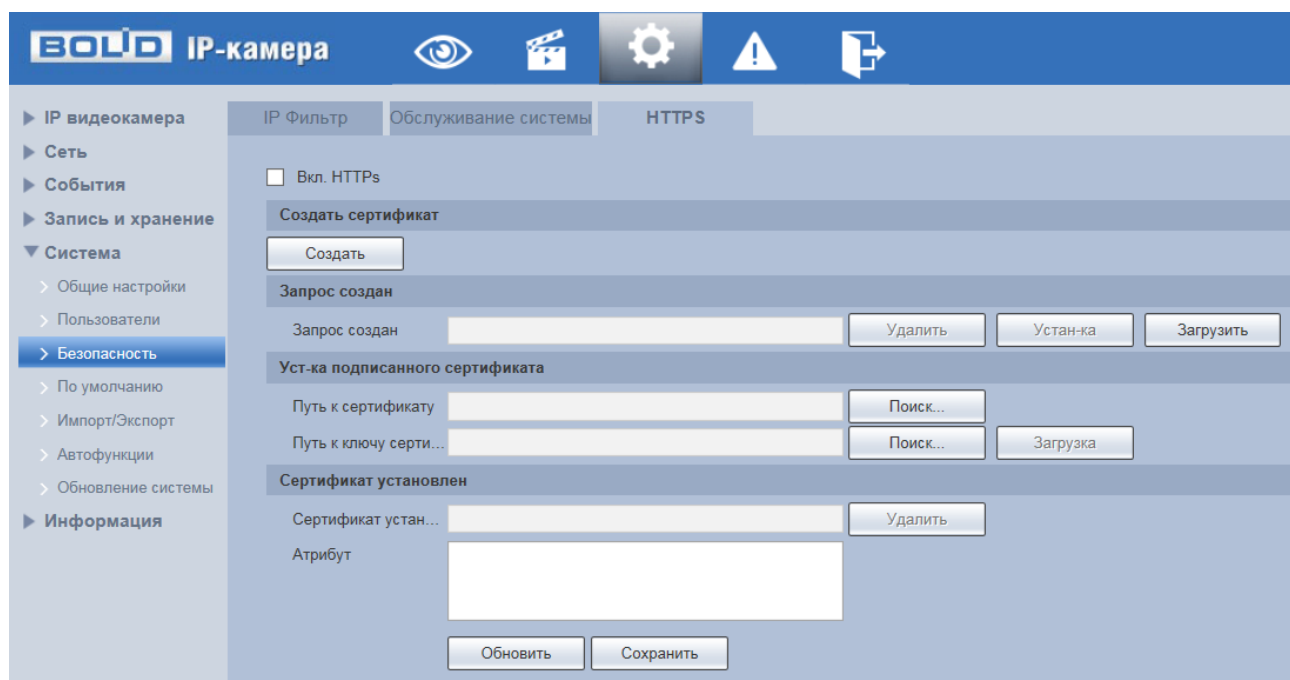 BOLID IP-камера
IP видеокамера
Сеть
События
Запись и хранение
Система
Общие настройки
Пользователи
Безопасность
По умолчанию
Импорт/Экспорт
Автофункции
Обновление системы
Информация
IP Фильтр Обслуживание системы HTTPS
Вкл. HTTPs
Создать сертификат
Создать
Запрос создан
Запрос создан Удалить Устан-ка Загрузить
Уст-ка подписанного сертификата
Путь к сертификату Поиск...
Путь к ключу серти... Поиск... Загрузка
Сертификат установлен
Сертификат устан... Удалить
Атрибут
Обновить Сохранить